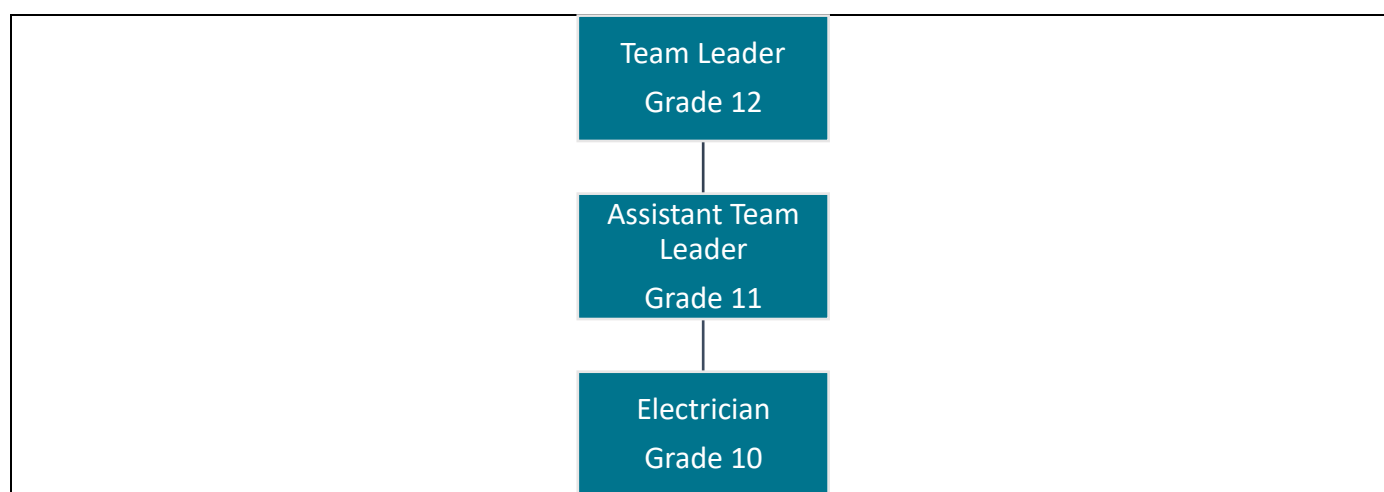 Team Leader
Grade 12
Assistant Team
Leader
Grade 11
Electrician
Grade 10